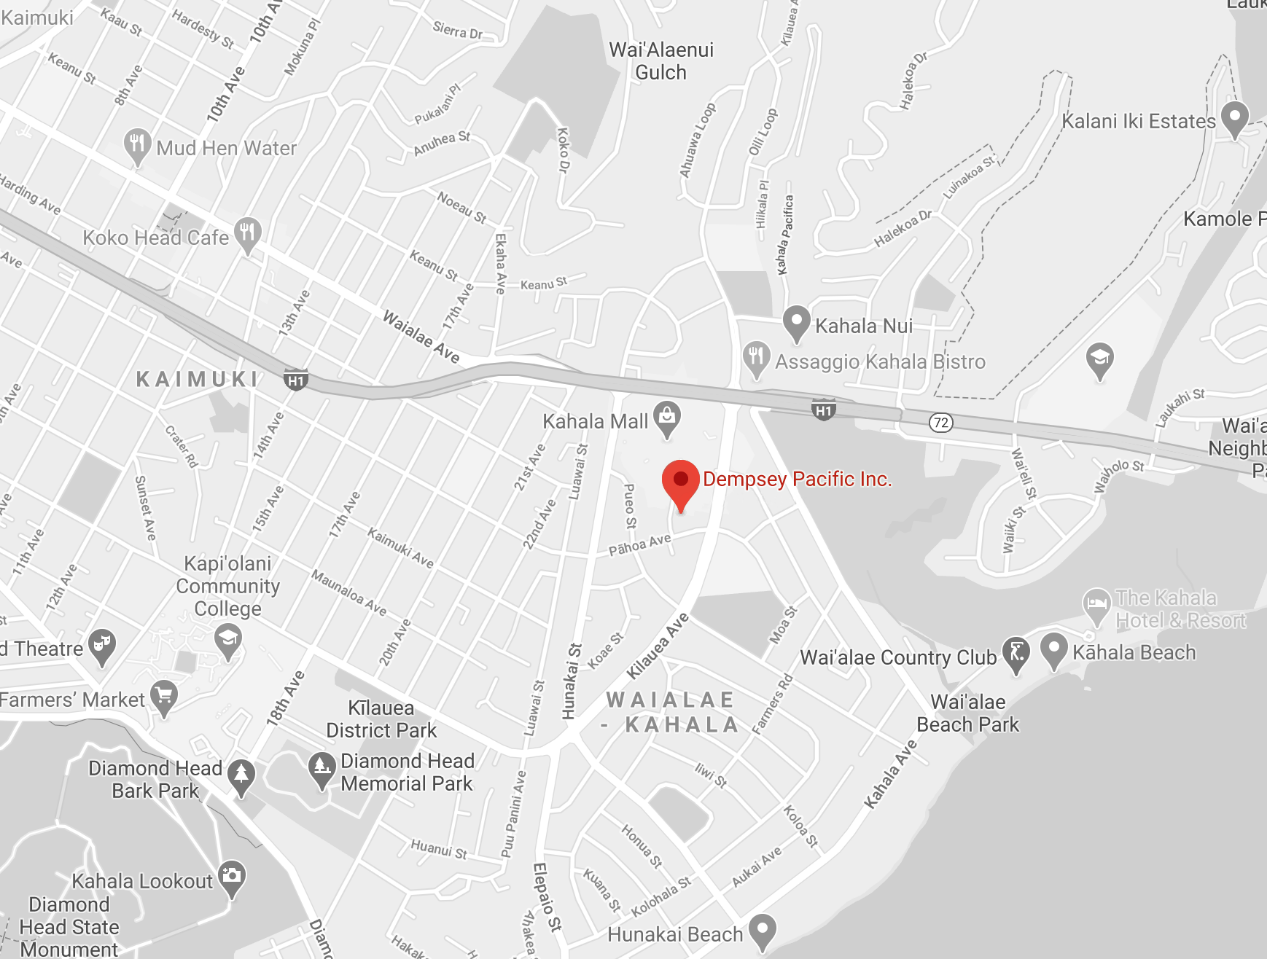 Kaimuki
Kaau St
Hardesty St
10th Ave
Mokuna Pl
Sierra Dr
Wai'Alaenui
Gulch
Kilauea A
Halekoa Dr
Lauk
Keanu St
8th Ave
10th Ave
Pukalani Pl
Anuhea St
Koko Dr
Ahuawa Loop
Oili Loop
Kalani Iki Estates
Mud Hen Water
Luinakoa St
Harding Ave
Noeau St
Hilkala Pl
Kahala Pacifica
Halekoa Dr
Kamole P
Koko Head Cafe
Ave
Keanu St
Ekaha Ave
Keanu St
13th Ave
17th Ave
Waialae Ave
Kahala Nui
Assaggio Kahala Bistro
KAIMUKI
H1
H1
72
Kahala Mall
Laukahi St
Wai'a
Neighb
Pa
14th Ave
Crater Rd
21st Ave
Luawai St
Dempsey Pacific Inc.
Wai'eli St
Waiholo St
Sunset Ave
15th Ave
17th Ave
22nd Ave
Pueo St
Pāhoa Ave
Waiiki St
11th Ave
12th Ave
Kaimuki Ave
Kapi'olani
Community
College
Maunaloa Ave
The Kahala
Hotel & Resort
d Theatre
20th Ave
Koae St
Kilauea Ave
Moa St
Wai'alae Country Club
Kāhala Beach
Farmers' Market
18th Ave
Kīlauea
District Park
Luawai St
Hunakai St
WAIALAE
- KAHALA
Farmers Rd
Wai'alae
Beach Park
Diamond Head
Bark Park
Diamond Head
Memorial Park
Iiwi St
Kahala Ave
Puu Panini Ave
Koloa St
Huanui St
Honua St
Aukai Ave
Kahala Lookout
Elepaio St
Kuana St
Kolohala St
Diamond
Head State
Monument
Diamo
Hakak
Ahakea
Hunakai Beach